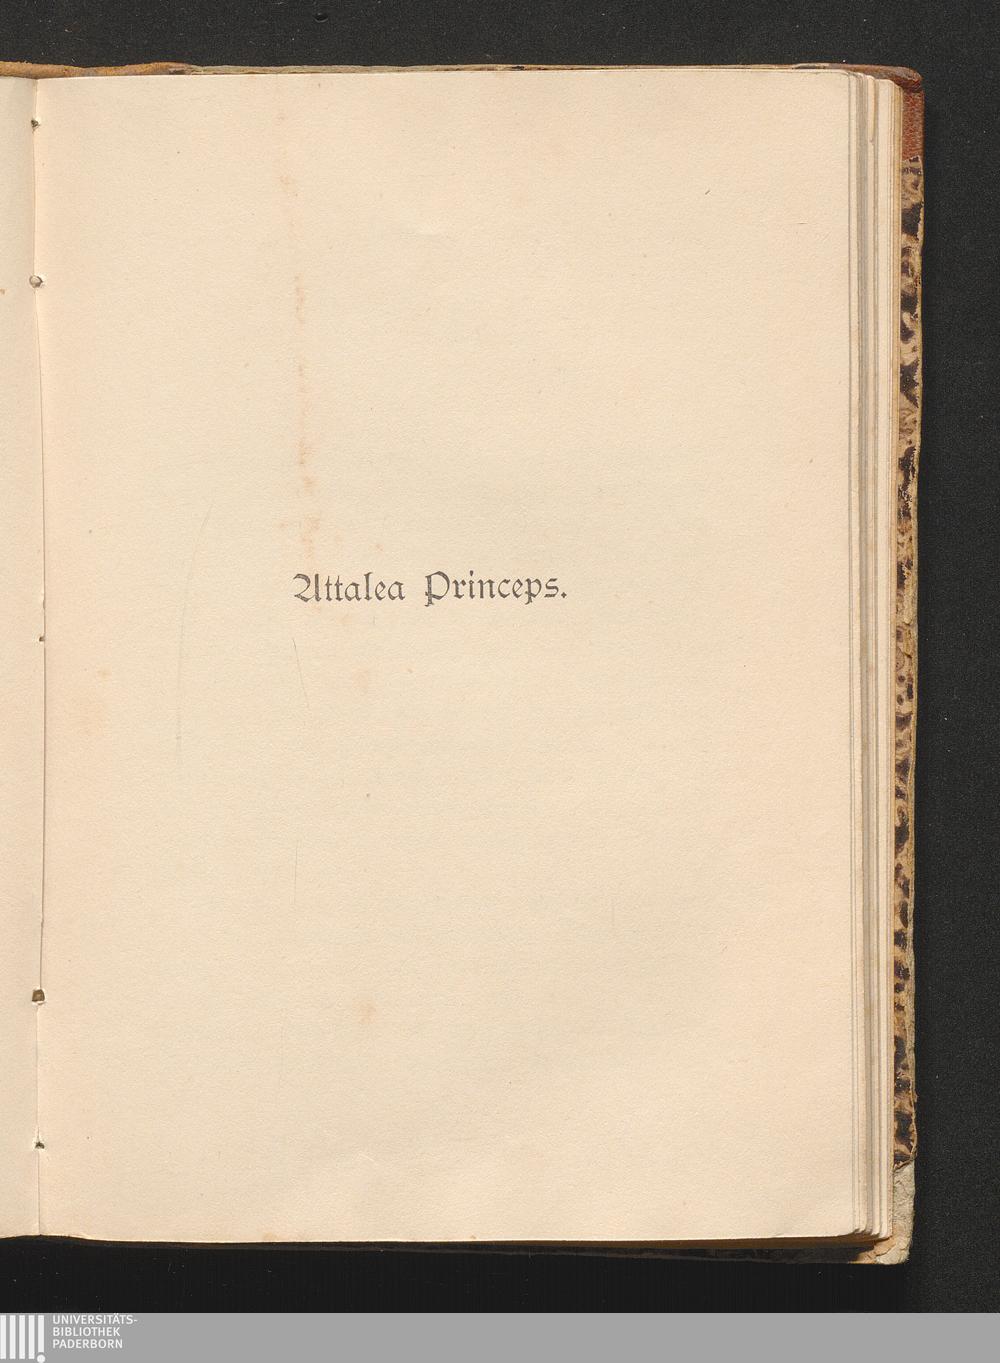 Attalea Princeps.
UNIVERSITÄTS-
BIBLIOTHEK
PADERBORN